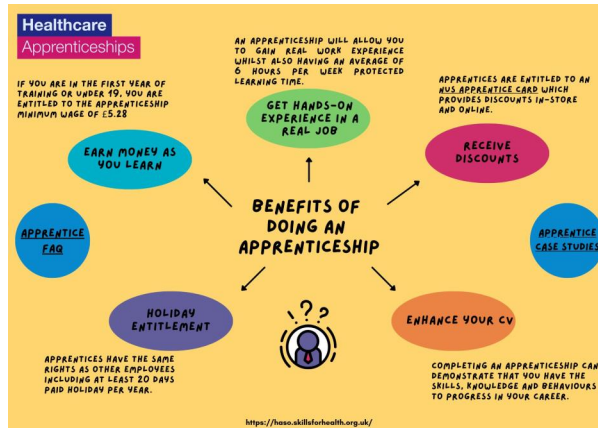 Healthcare
Apprenticeships
AN APPRENTICESHIP WILL ALLOW YOU
TO GAIN REAL WORK EXPERIENCE
WHILST ALSO HAVING AN AVERAGE OF
6 HOURS PER WEEK PROTECTED
LEARNING TIME.
IF YOU ARE IN THE FIRST YEAR OF
TRAINING OR UNDER 19, YOU ARE
ENTITLED TO THE APPRENTICESHIP
MINIMUM WAGE OF £5.28
APPRENTICES ARE ENTITLED TO AN
NUS APPRENTICE CARD WHICH
PROVIDES DISCOUNTS IN-STORE
AND ONLINE.
GET HANDS-ON
EXPERIENCE IN A
REAL JOB
EARN MONEY AS
YOU LEARN
RECEIVE
DISCOUNTS
BENEFITS OF
DOING AN
APPRENTICESHIP
APPRENTICE
FAQ
APPRENTICE
CASE STUDIES
HOLIDAY
ENTITLEMENT
? ? ?
ENHANCE YOUR CV
APPRENTICES HAVE THE SAME
RIGHTS AS OTHER EMPLOYEES
INCLUDING AT LEAST 20 DAYS
PAID HOLIDAY PER YEAR.
COMPLETING AN APPRENTICESHIP CAN
DEMONSTRATE THAT YOU HAVE THE
SKILLS, KNOWLEDGE AND BEHAVIOURS
TO PROGRESS IN YOUR CAREER.
https://haso.skillsforhealth.org.uk/